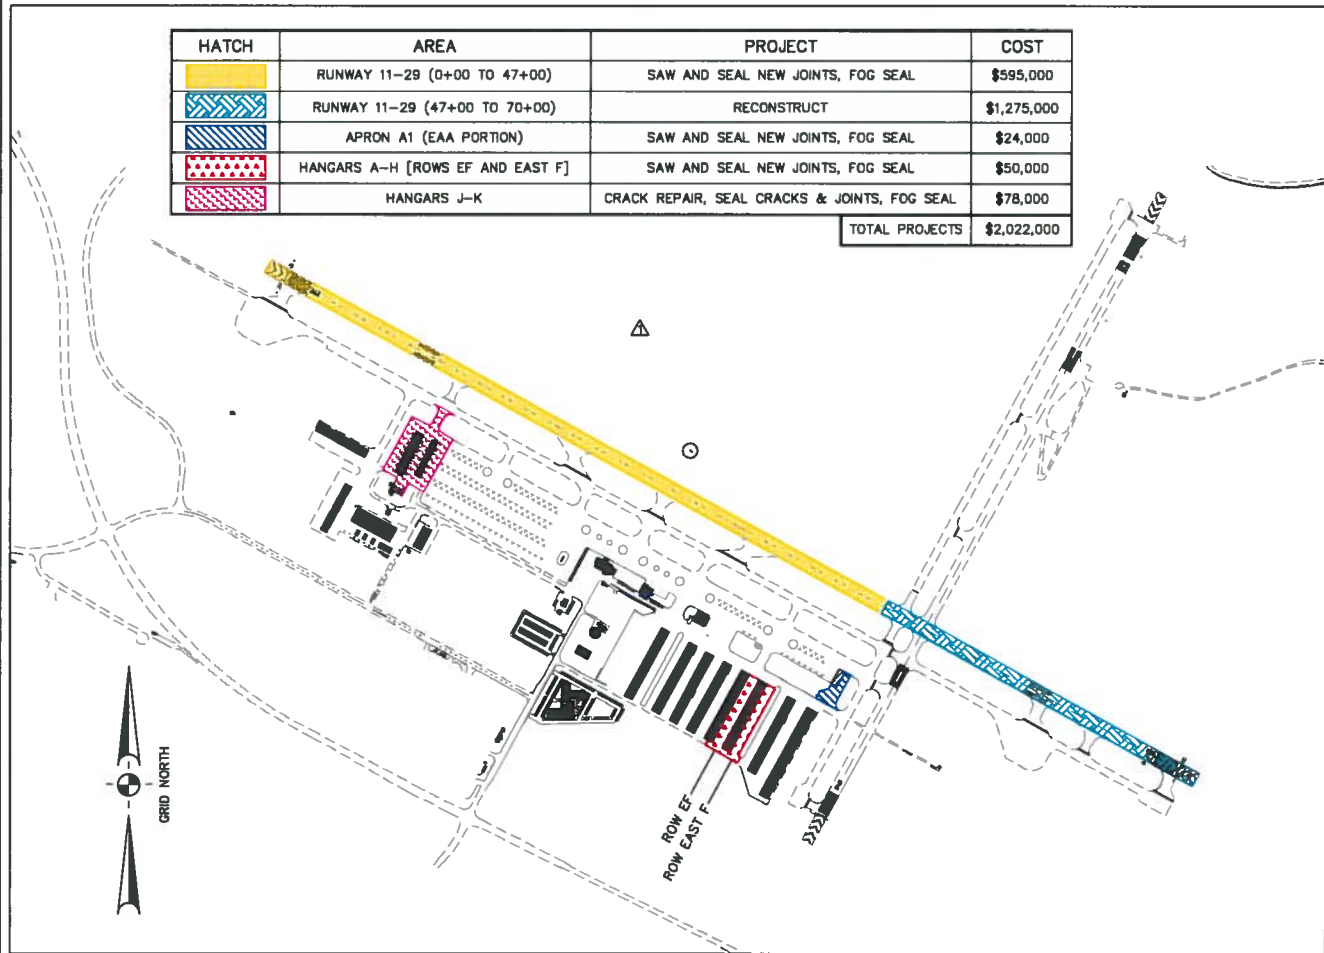 HATCH AREA PROJECT COST
RUNWAY 11-29 (0+00 TO 47+00) SAW AND SEAL NEW JOINTS, FOG SEAL $595,000
RUNWAY 11-29 (47+00 TO 70+00) RECONSTRUCT $1,275,000
APRON A1 (EAA PORTION) SAW AND SEAL NEW JOINTS, FOG SEAL $24,000
HANGARS A-H [ROWS EF AND EAST F] SAW AND SEAL NEW JOINTS, FOG SEAL $50,000
HANGARS J-K CRACK REPAIR, SEAL CRACKS & JOINTS, FOG SEAL $78,000
TOTAL PROJECTS $2,022,000
GRID NORTH
ROW EF
ROW EAST F